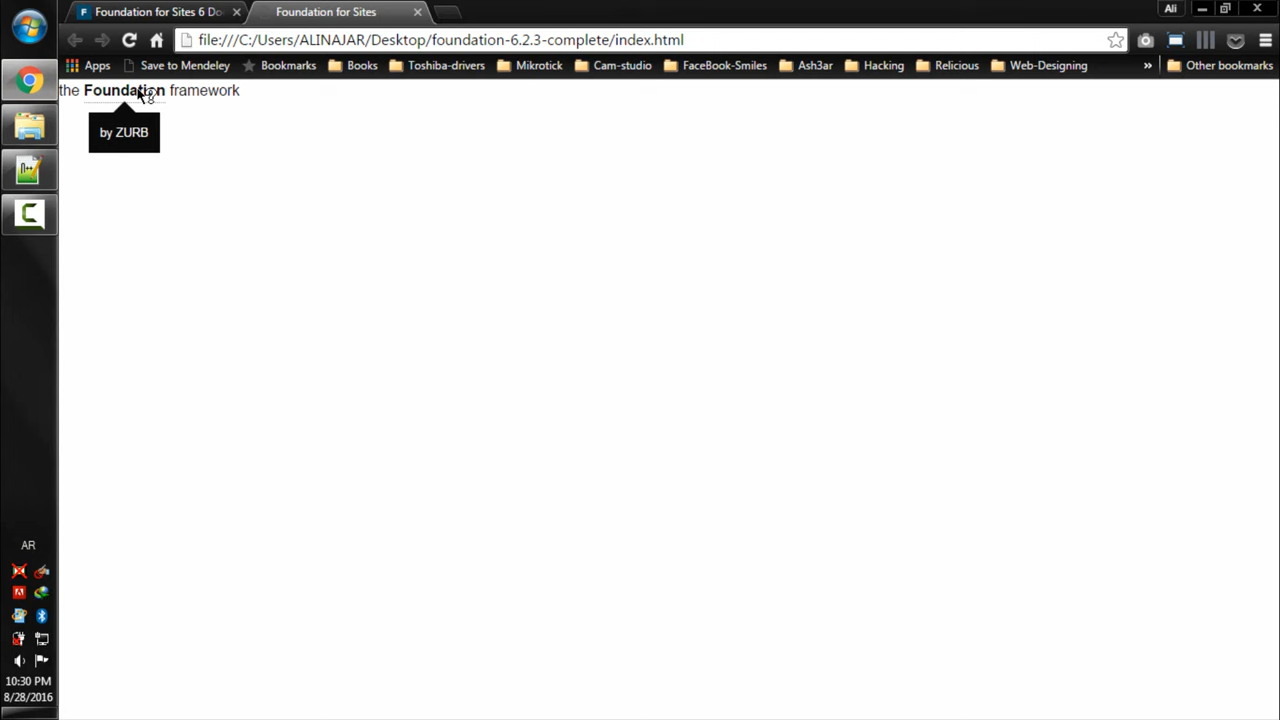 Foundation for Sites 6 Do
Foundation for Sites
Ali
file:///C:/Users/ALINAJAR/Desktop/foundation-6.2.3-complete/index.html
Apps
Save to Mendeley
Bookmarks
Books
Toshiba-drivers
Mikrotick
Cam-studio
FaceBook-Smiles
Ash3ar
Hacking
Relicious
Web-Designing
»
Other bookmarks
the Foundation framework
by ZURB
AR
10:30 PM
8/28/2016